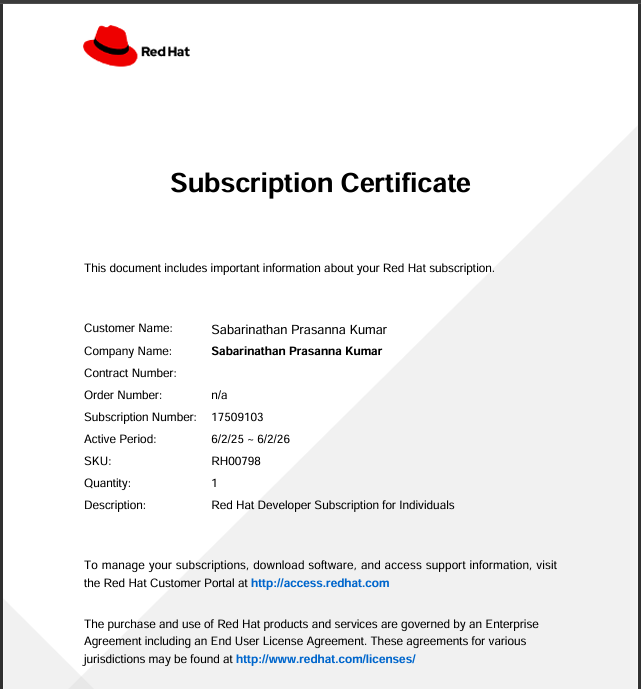 Red Hat
Subscription Certificate
This document includes important information about your Red Hat subscription.
Customer Name: Sabarinathan Prasanna Kumar
Company Name: Sabarinathan Prasanna Kumar
Contract Number:
Order Number: n/a
Subscription Number: 17509103
Active Period: 6/2/25 ~ 6/2/26
SKU: RH00798
Quantity: 1
Description: Red Hat Developer Subscription for Individuals
To manage your subscriptions, download software, and access support information, visit
the Red Hat Customer Portal at http://access.redhat.com
The purchase and use of Red Hat products and services are governed by an Enterprise
Agreement including an End User License Agreement. These agreements for various
jurisdictions may be found at http://www.redhat.com/licenses/